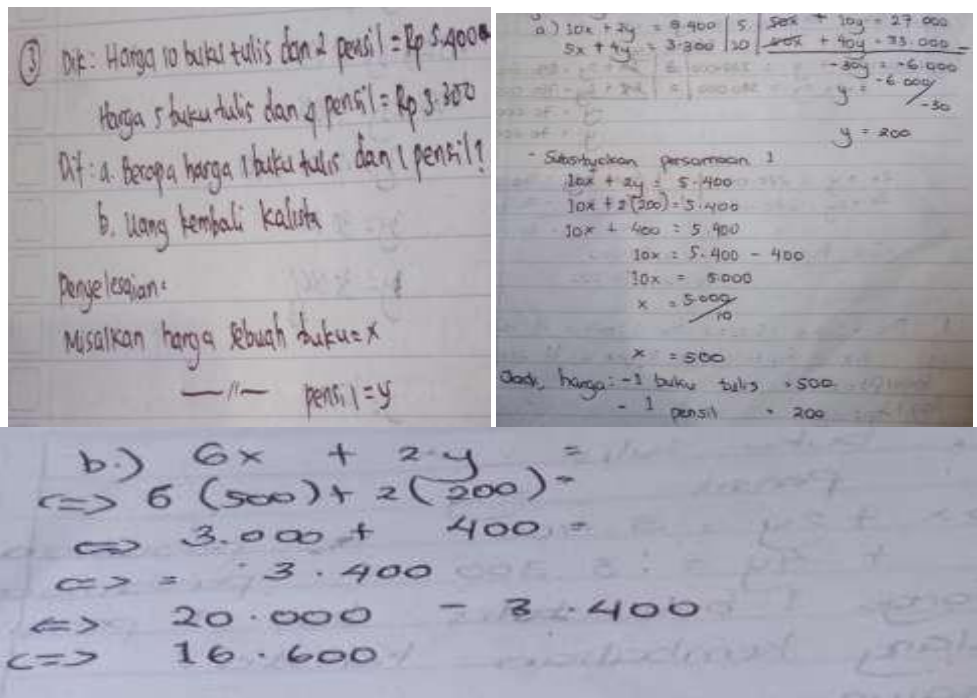 ③ Dik: Harga 10 buku tulis dan 2 pensil = Rp 5.400
Harga 5 buku tulis dan 4 pensil = Rp 3.300
Dit: a. Berapa harga 1 buku tulis dan 1 pensil?
b. Uang kembali Kalista
Penyelesaian:
Misalkan harga sebuah buku = x
—〃— pensil = y
a.) 10x + 2y = 5.400 | 5 | 50x + 10y = 27.000
5x + 4y = 3.300 | 10 | 50x + 40y = 33.000 -
-30y = -6.000
y = -6.000/-30
y = 200
- Substitusikan persamaan 1
10x + 2y = 5.400
10x + 2(200) = 5.400
10x + 400 = 5.400
10x = 5.400 - 400
10x = 5.000
x = 5.000/10
x = 500
Jadi, harga: - 1 buku tulis = 500
- 1 pensil = 200
b.) 6x + 2.y =
<=> 6 (500) + 2(200) =
<=> 3.000 + 400 =
<=> = 3.400
<=> 20.000 - 3.400
<=> 16.600